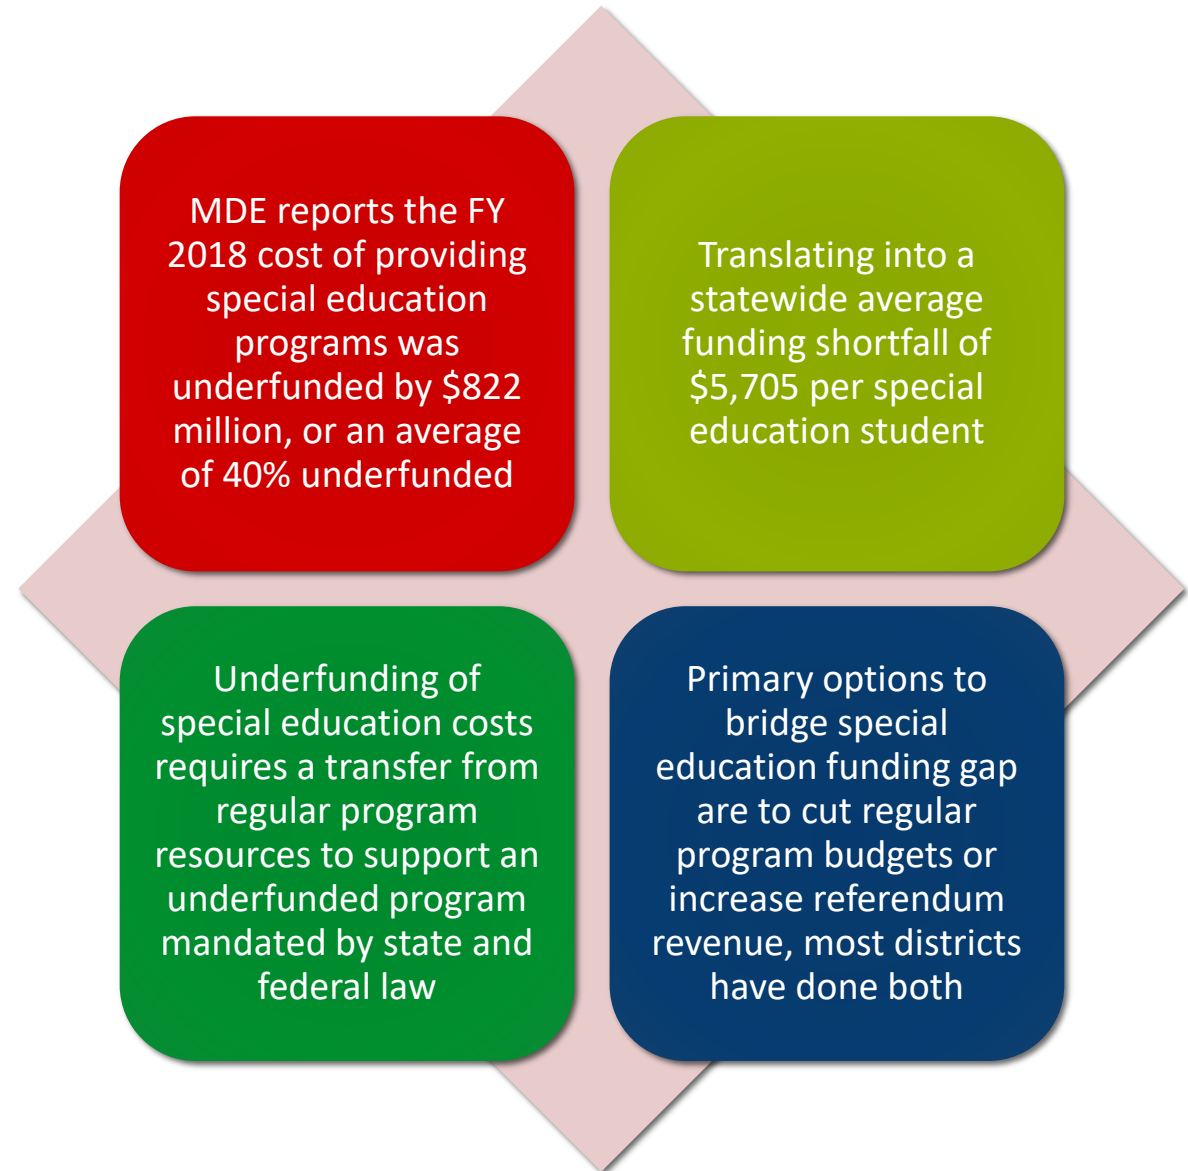 MDE reports the FY
2018 cost of providing
special education
programs was
underfunded by $822
million, or an average
of 40% underfunded
Translating into a
statewide average
funding shortfall of
$5,705 per special
education student
Underfunding of
special education costs
requires a transfer from
regular program
resources to support an
underfunded program
mandated by state and
federal law
Primary options to
bridge special
education funding gap
are to cut regular
program budgets or
increase referendum
revenue, most districts
have done both